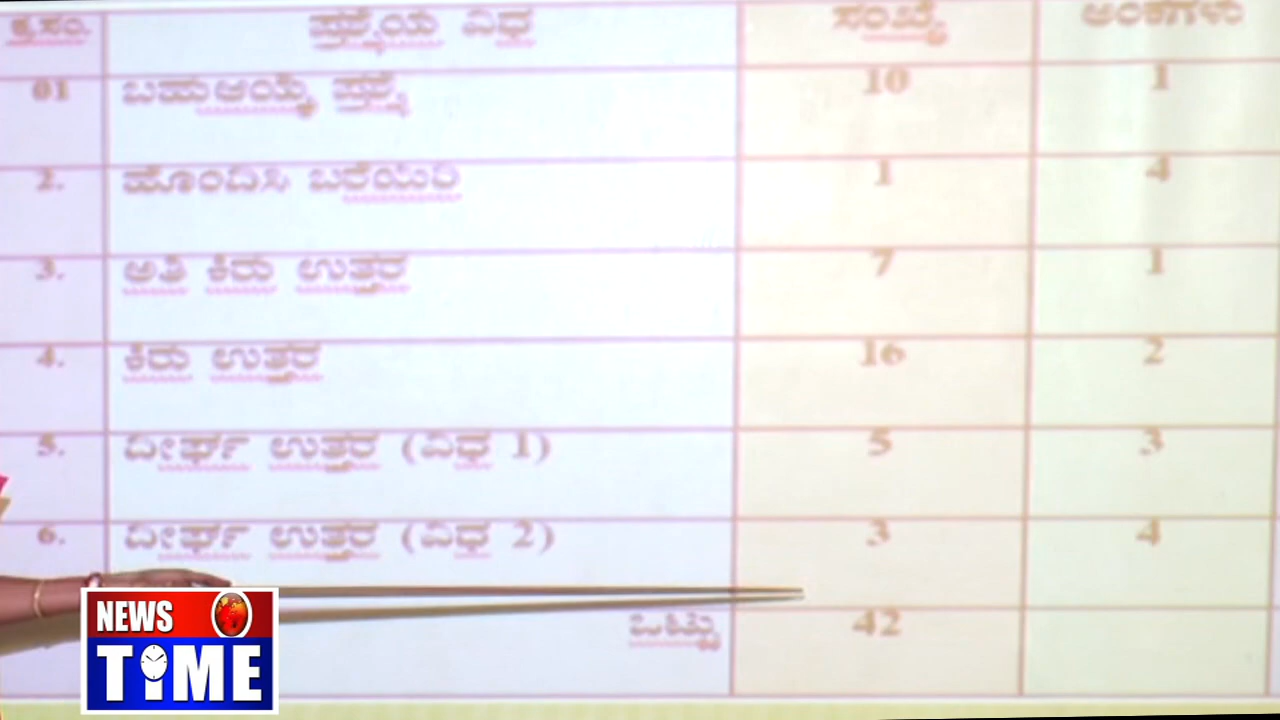 ಕ್ರ.ಸಂ. ಪ್ರಶ್ನೆಯ ವಿಧ ಸಂಖ್ಯೆ ಅಂಕಗಳು
01 ಬಹುಆಯ್ಕೆ ಪ್ರಶ್ನೆ 10 1
2. ಹೊಂದಿಸಿ ಬರೆಯಿರಿ 1 4
3. ಅತಿ ಕಿರು ಉತ್ತರ 7 1
4. ಕಿರು ಉತ್ತರ 16 2
5. ದೀರ್ಘ ಉತ್ತರ (ವಿಧ 1) 5 3
6. ದೀರ್ಘ ಉತ್ತರ (ವಿಧ 2) 3 4
ಒಟ್ಟು 42
NEWS
TIME